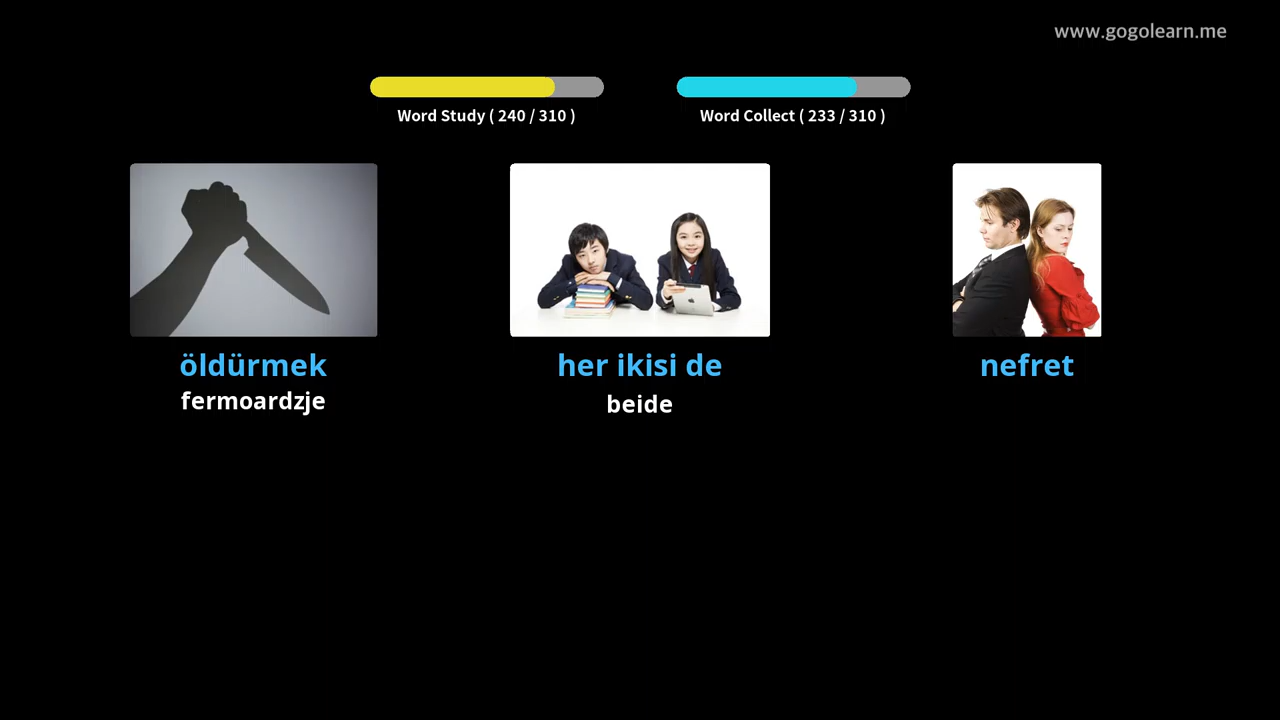 www.gogolearn.me
Word Study ( 240 / 310 )
Word Collect ( 233 / 310 )
öldürmek
fermoardzje
her ikisi de
beide
nefret